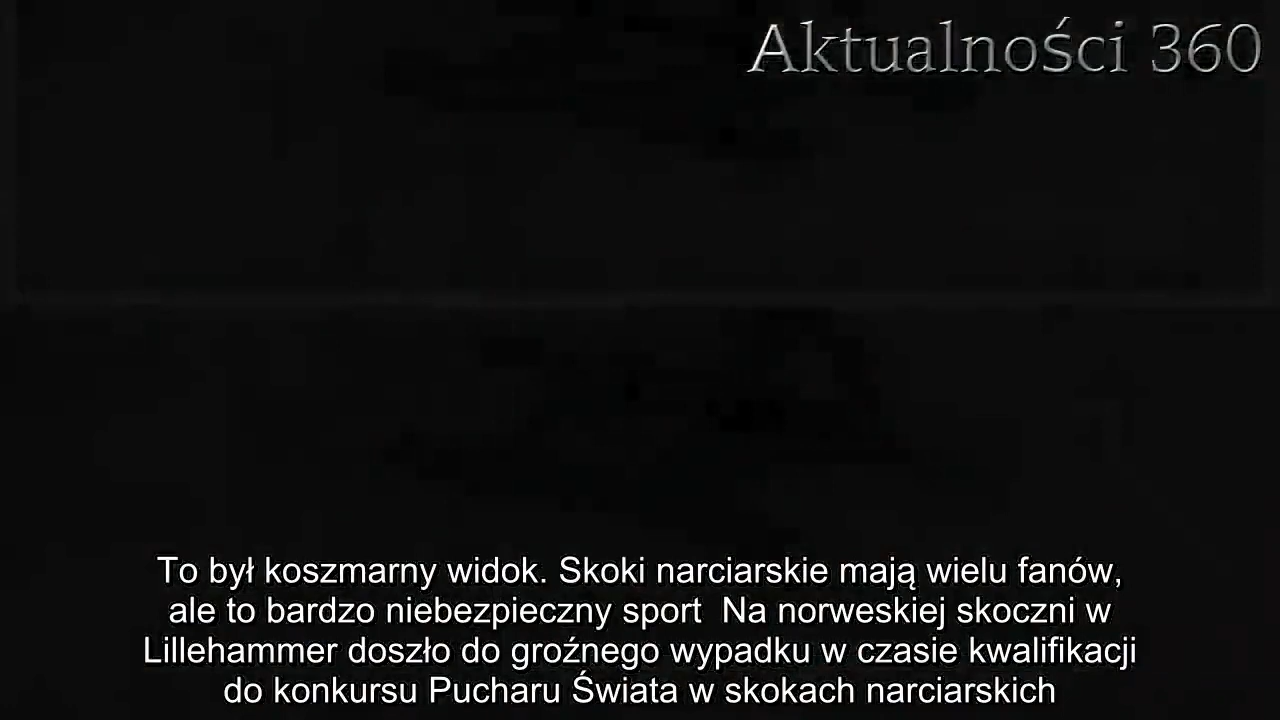 Aktualności 360
To był koszmarny widok. Skoki narciarskie mają wielu fanów,
ale to bardzo niebezpieczny sport  Na norweskiej skoczni w
Lillehammer doszło do groźnego wypadku w czasie kwalifikacji
do konkursu Pucharu Świata w skokach narciarskich